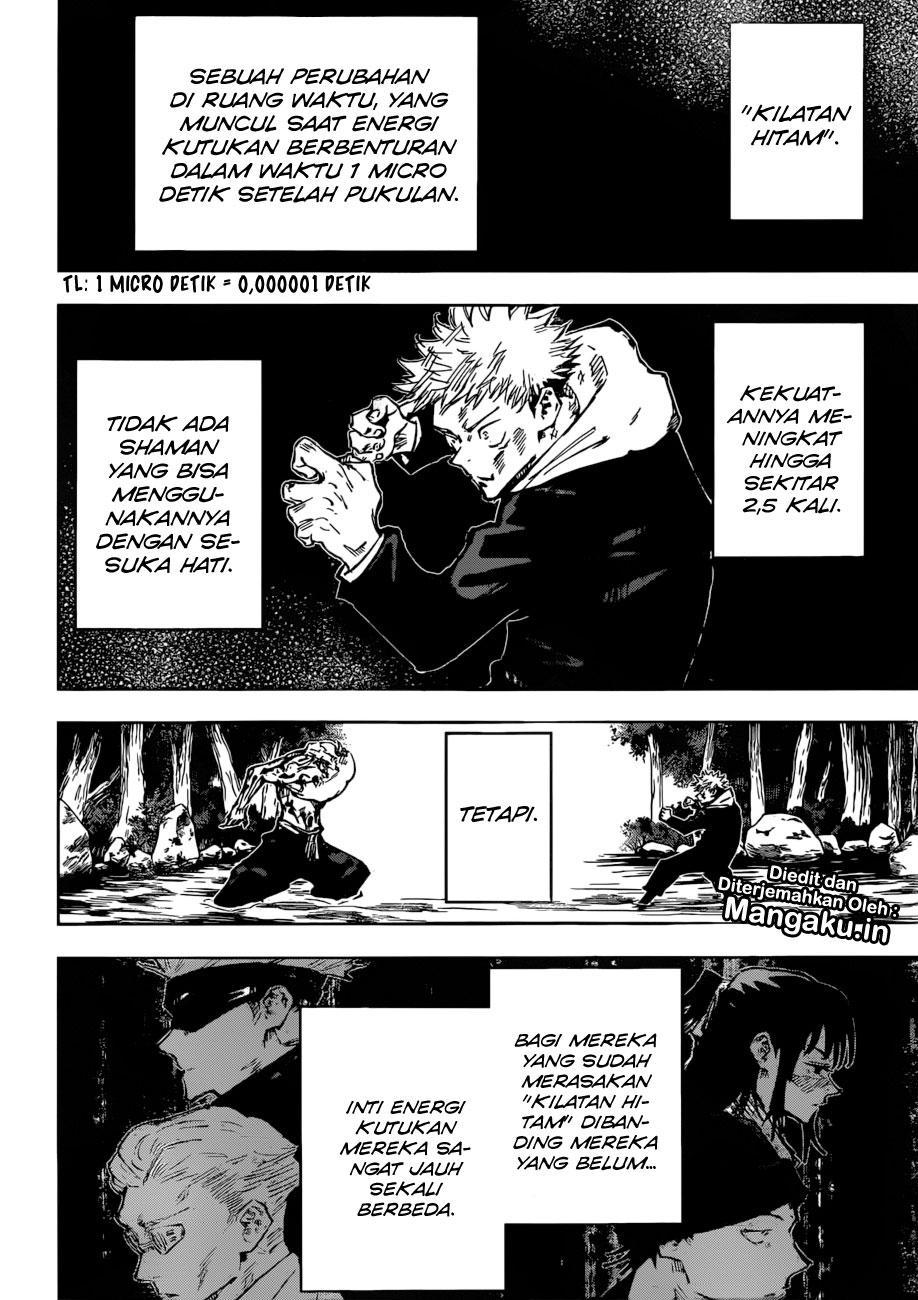 "KILATAN
HITAM".
SEBUAH PERUBAHAN
DI RUANG WAKTU, YANG
MUNCUL SAAT ENERGI
KUTUKAN BERBENTURAN
DALAM WAKTU 1 MICRO
DETIK SETELAH PUKULAN.
TL: 1 MICRO DETIK = 0,000001 DETIK
KEKUAT-
ANNYA ME-
NINGKAT
HINGGA
SEKITAR
2,5 KALI.
TIDAK ADA
SHAMAN
YANG BISA
MENGGU-
NAKANNYA
DENGAN SE-
SUKA HATI.
TETAPI.
Diedit dan
Diterjemahkan Oleh :
Mangaku.in
BAGI MEREKA
YANG SUDAH
MERASAKAN
"KILATAN HI-
TAM" DIBAN-
DING MEREKA
YANG BELUM...
INTI ENERGI
KUTUKAN
MEREKA SA-
NGAT JAUH
SEKALI
BERBEDA.